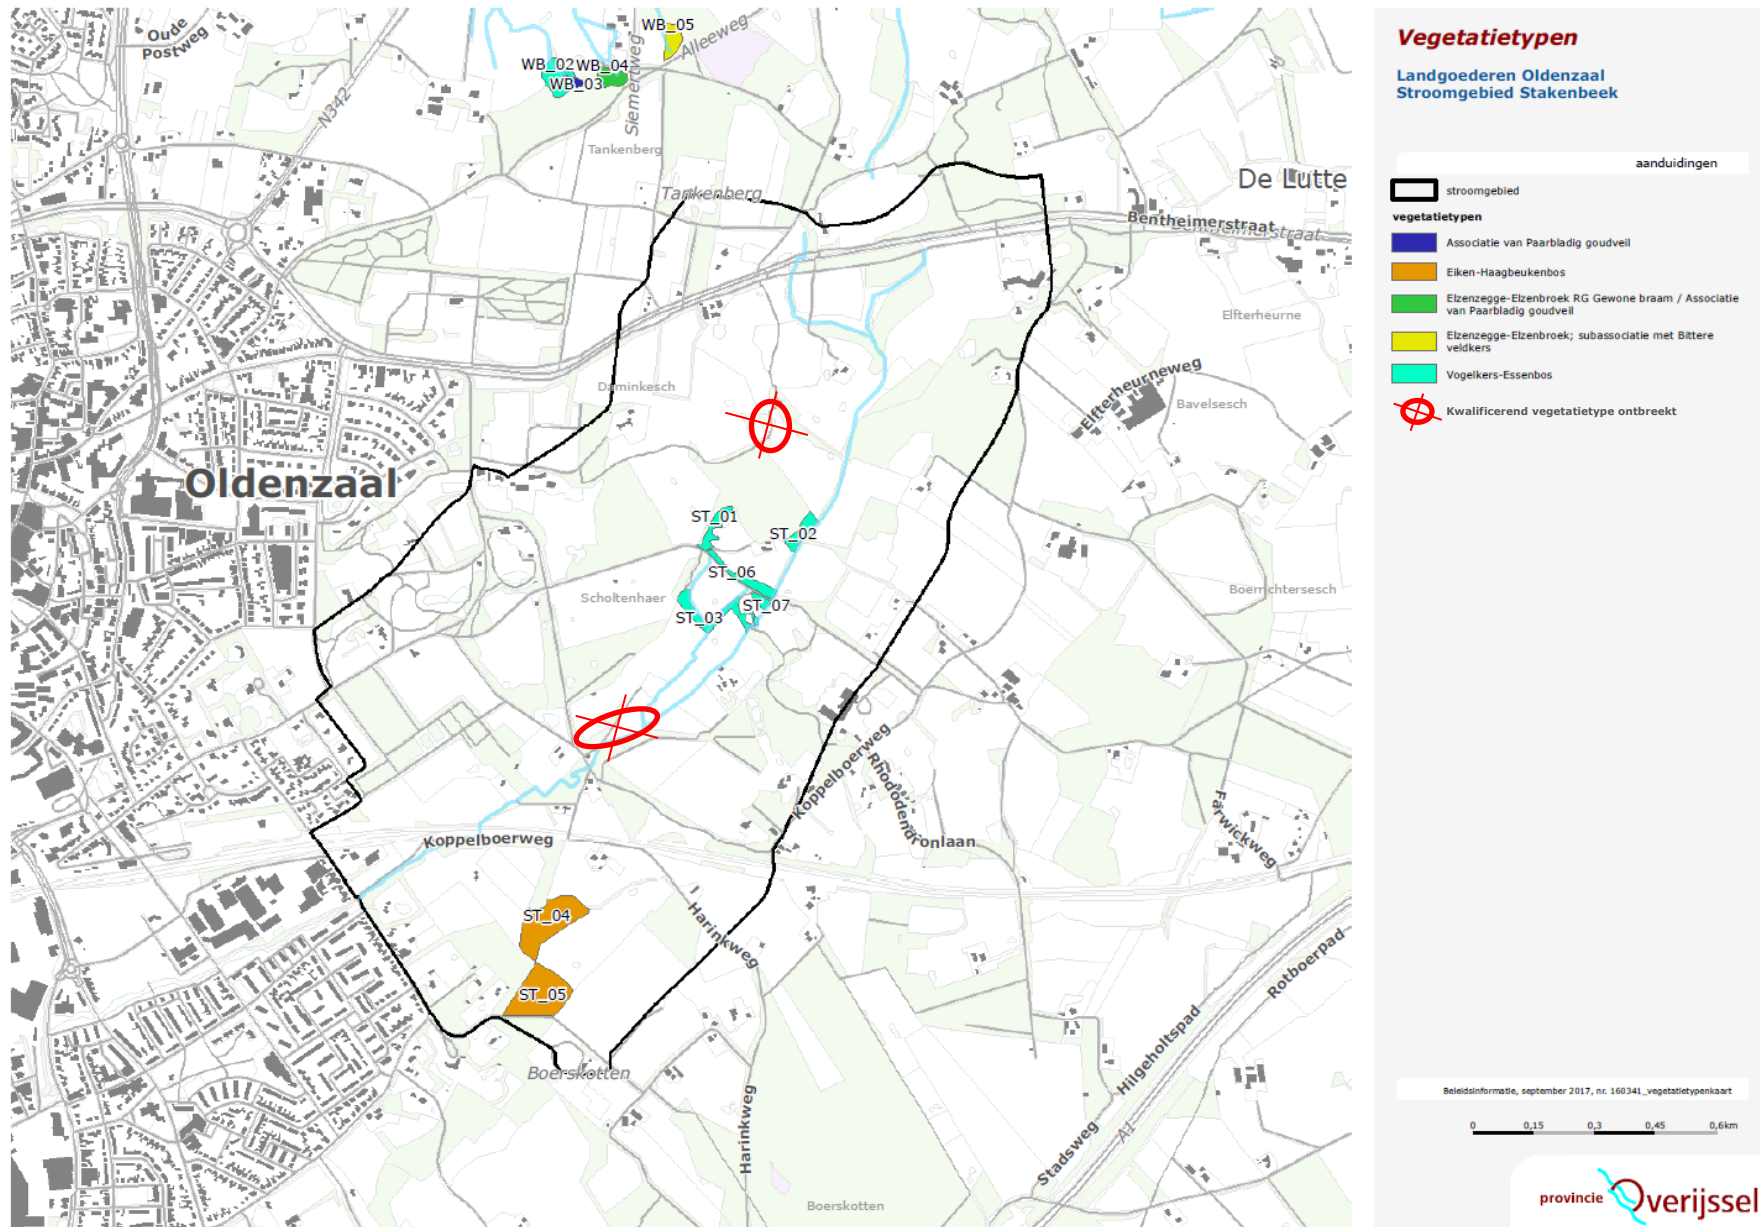 Oude
Postweg
N342
WB_05
Alleeweg
WB_02
WB_04
WB_03
Siemertweg
Tankenberg
Tankenberg
De Lutte
Bentheimerstraat
Bentheimerstraat
Elfterheurne
Daminkesch
Elfterheurneweg
Bavelsesch
Oldenzaal
ST_01
ST_02
ST_06
Scholtenhaer
ST_03
ST_07
Boerrichtersesch
Koppelboerweg
Rhododendronlaan
Farwickweg
Koppelboerweg
ST_04
Harinkweg
ST_05
Rotboerpad
Hilgeholtspad
Boerskotten
Harinkweg
Stadsweg
A1
Boerskotten
Vegetatietypen
Landgoederen Oldenzaal
Stroomgebied Stakenbeek
aanduidingen
stroomgebied
vegetatietypen
Associatie van Paarbladig goudveil
Eiken-Haagbeukenbos
Elzenzegge-Elzenbroek RG Gewone braam / Associatie
van Paarbladig goudveil
Elzenzegge-Elzenbroek; subassociatie met Bittere
veldkers
Vogelkers-Essenbos
Kwalificerend vegetatietype ontbreekt
Beleidsinformatie, september 2017, nr. 160341_vegetatietypenkaart
0 0,15 0,3 0,45 0,6km
provincie Overijssel